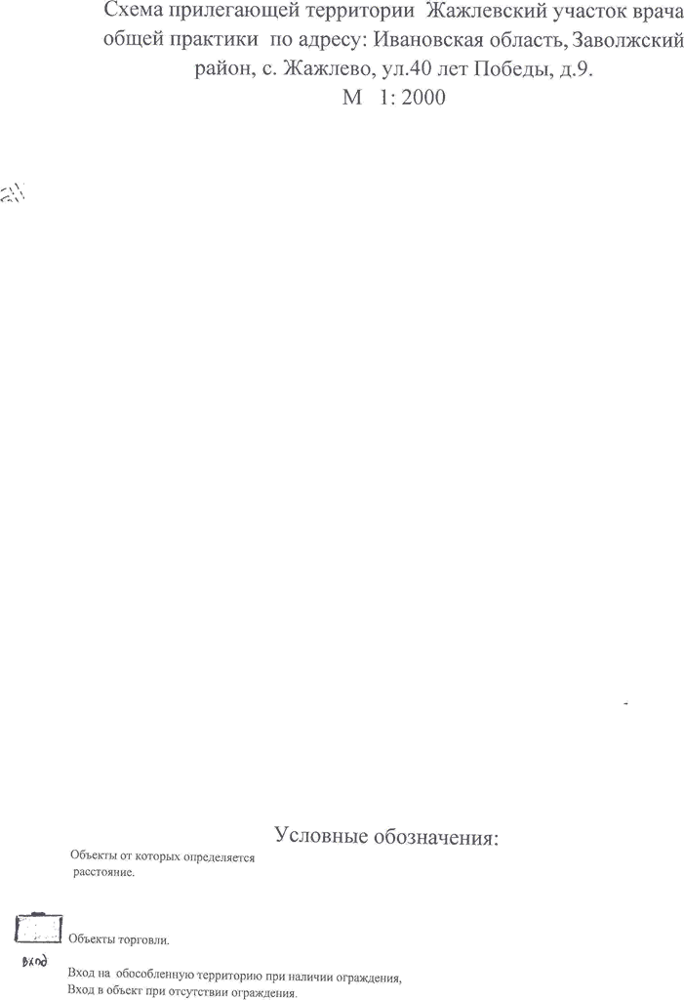 Схема прилегающей территории Жажлевский участок врача
общей практики по адресу: Ивановская область, Заволжский
район, с. Жажлево, ул.40 лет Победы, д.9.
М 1: 2000
Условные обозначения:
Объекты от которых определяется
расстояние.
Объекты торговли.
вход
Вход на обособленную территорию при наличии ограждения,
Вход в объект при отсутствии ограждения.